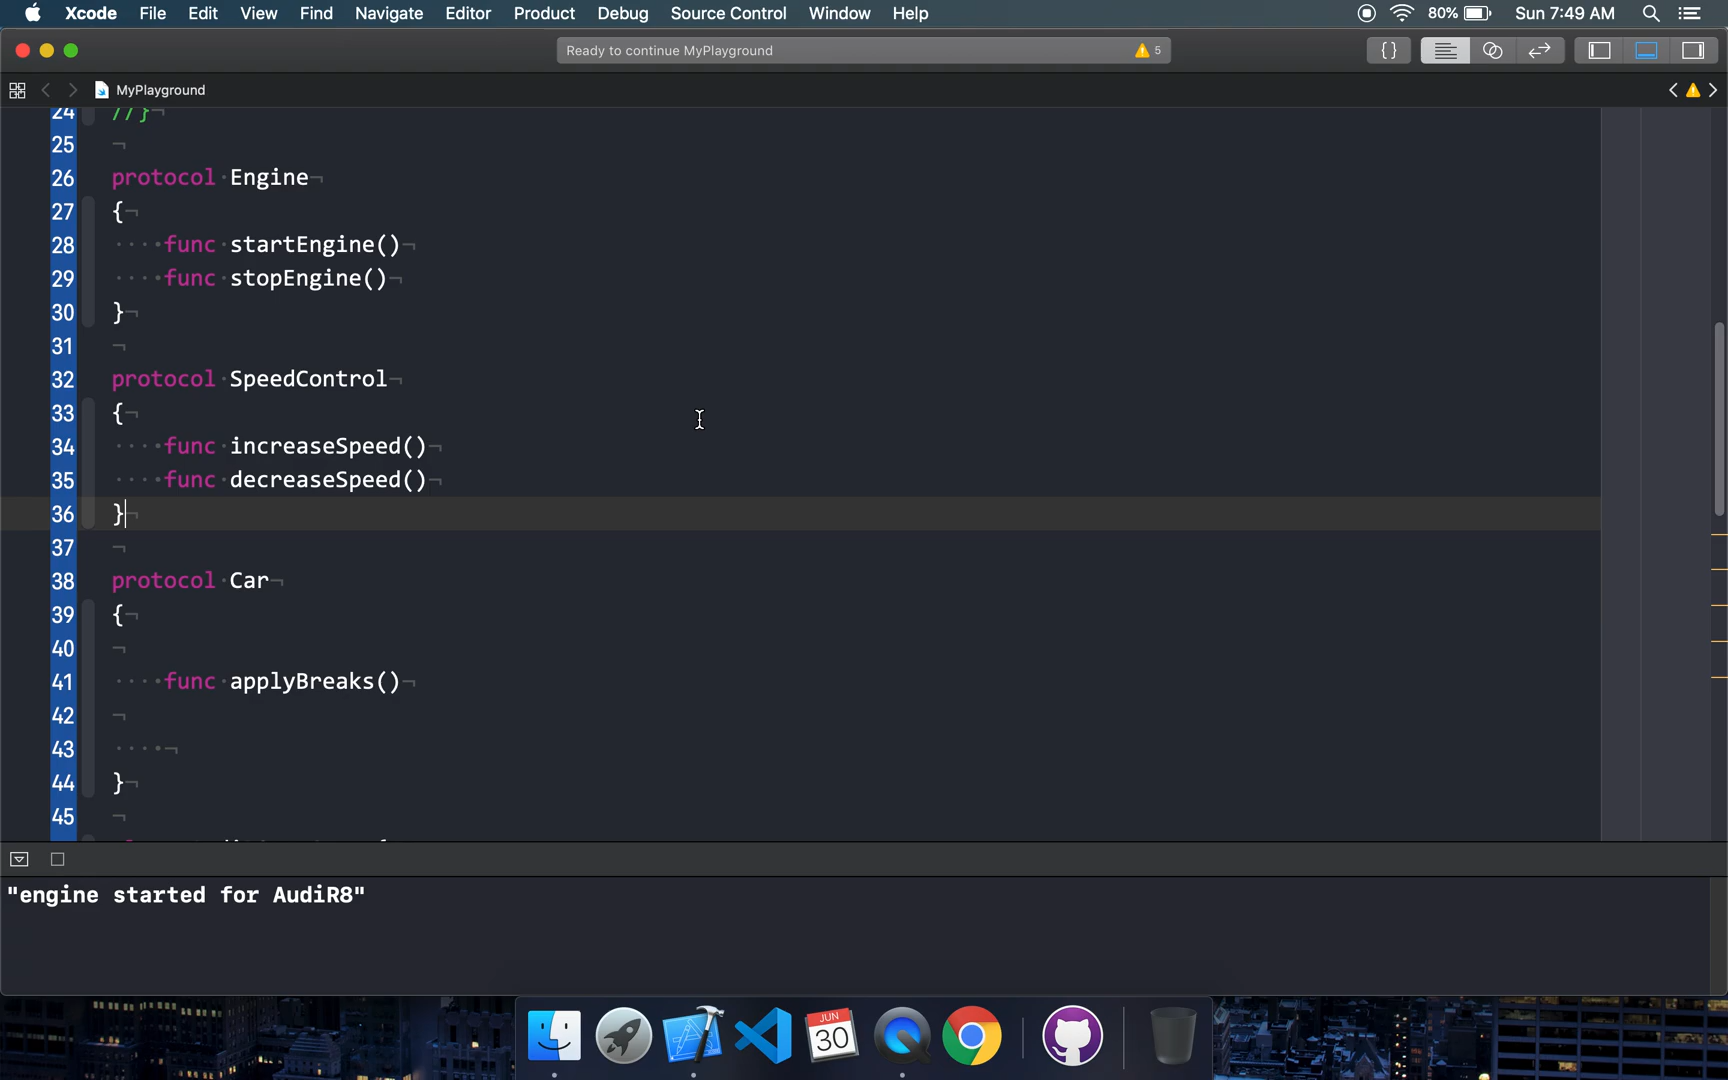 Xcode File Edit View Find Navigate Editor Product Debug Source Control Window Help 80% Sun 7:49 AM
Ready to continue MyPlayground 5 {}
MyPlayground
24 //}
25
26 protocol Engine
27 {
28 func startEngine()
29 func stopEngine()
30 }
31
32 protocol SpeedControl
33 {
34 func increaseSpeed()
35 func decreaseSpeed()
36 }
37
38 protocol Car
39 {
40
41 func applyBreaks()
42
43
44 }
45
"engine started for AudiR8"
JUN
30